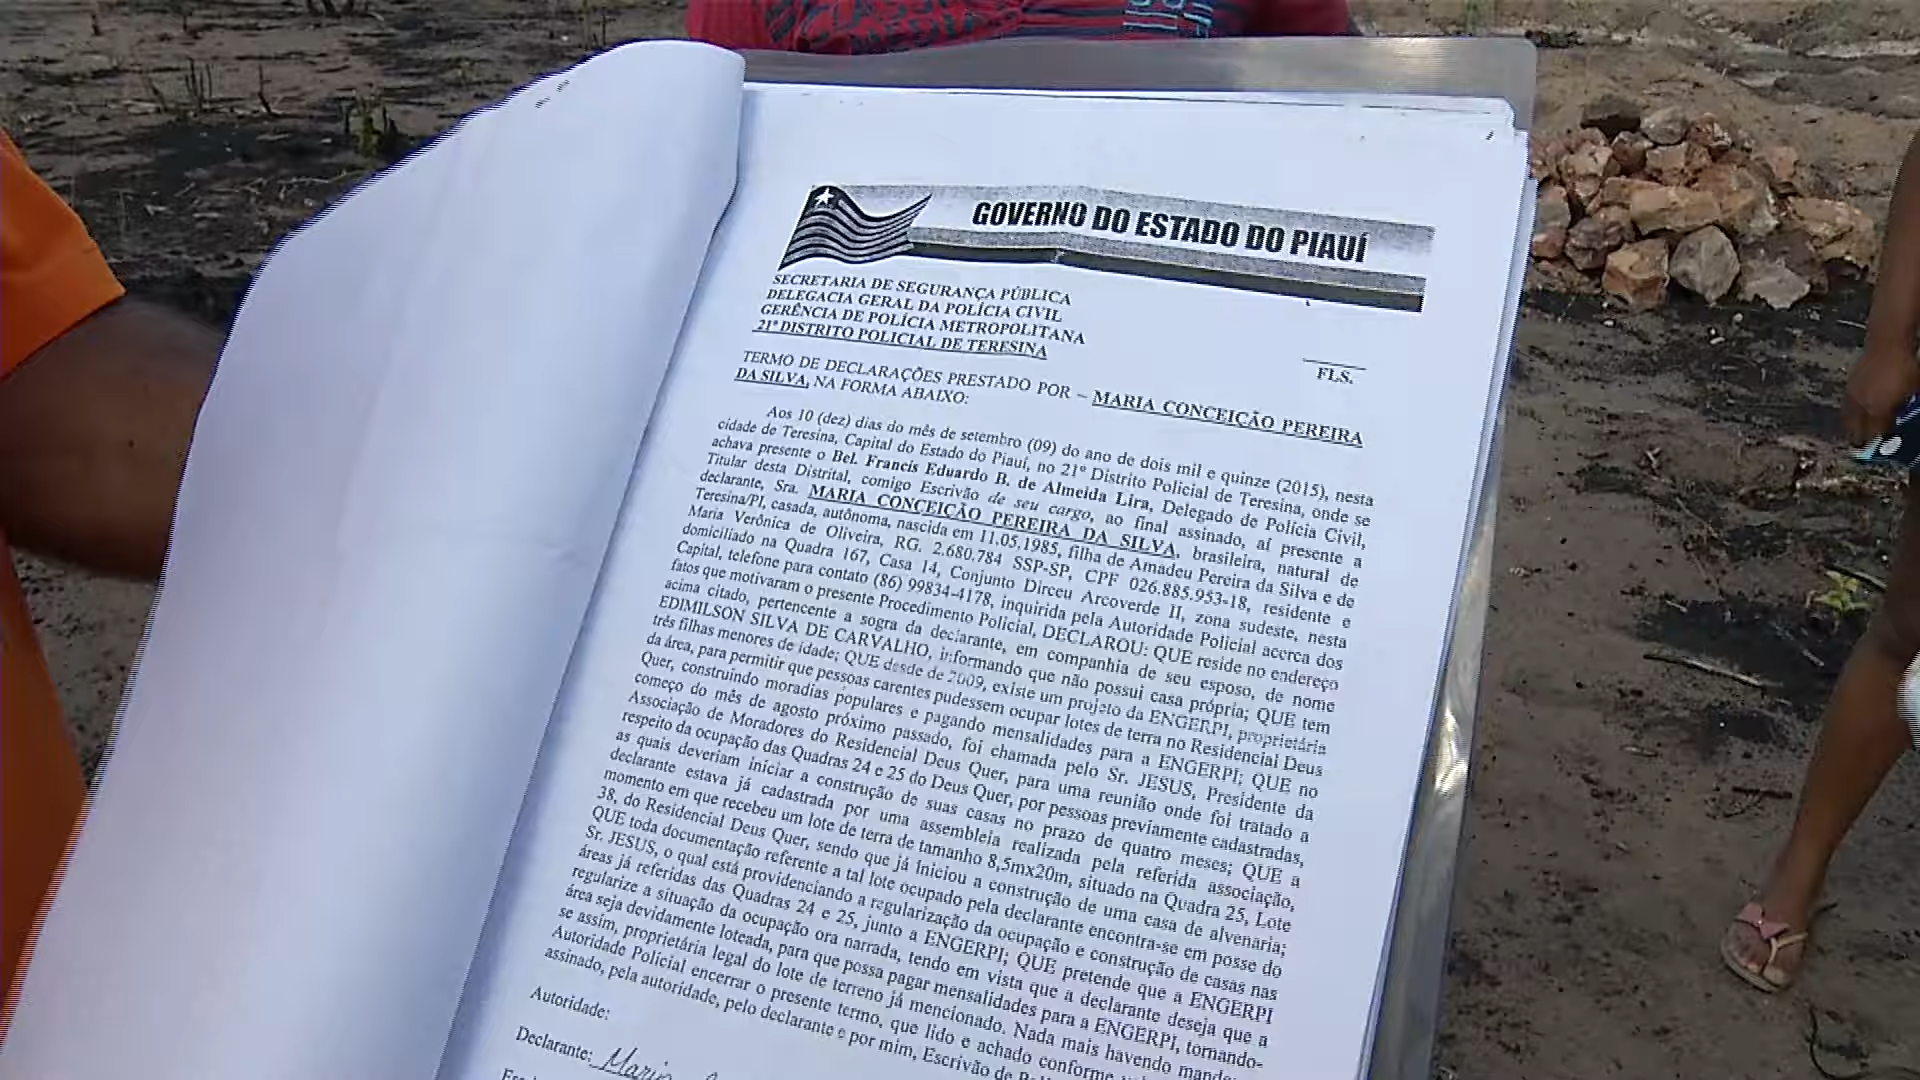 GOVERNO DO ESTADO DO PIAUÍ
SECRETARIA DE SEGURANÇA PÚBLICA
DELEGACIA GERAL DA POLÍCIA CIVIL
GERÊNCIA DE POLÍCIA METROPOLITANA
21º DISTRITO POLICIAL DE TERESINA
FLS.
TERMO DE DECLARAÇÕES PRESTADO POR – MARIA CONCEIÇÃO PEREIRA
DA SILVA, NA FORMA ABAIXO:
Aos 10 (dez) dias do mês de setembro (09) do ano de dois mil e quinze (2015), nesta
cidade de Teresina, Capital do Estado do Piauí, no 21º Distrito Policial de Teresina, onde se
achava presente o Bel. Francis Eduardo B. de Almeida Lira, Delegado de Polícia Civil,
Titular desta Distrital, comigo Escrivão de seu cargo, ao final assinado, aí presente a
declarante, Sra. MARIA CONCEIÇÃO PEREIRA DA SILVA, brasileira, natural de
Teresina/PI, casada, autônoma, nascida em 11.05.1985, filha de Amadeu Pereira da Silva e de
Maria Verônica de Oliveira, RG. 2.680.784 SSP-SP, CPF 026.885.953-18, residente e
domiciliado na Quadra 167, Casa 14, Conjunto Dirceu Arcoverde II, zona sudeste, nesta
Capital, telefone para contato (86) 99834-4178, inquirida pela Autoridade Policial acerca dos
fatos que motivaram o presente Procedimento Policial, DECLAROU: QUE reside no endereço
acima citado, pertencente a sogra da declarante, em companhia de seu esposo, de nome
EDIMILSON SILVA DE CARVALHO, informando que não possui casa própria; QUE tem
três filhas menores de idade; QUE desde de 2009, existe um projeto da ENGERPI, proprietária
da área, para permitir que pessoas carentes pudessem ocupar lotes de terra no Residencial Deus
Quer, construindo moradias populares e pagando mensalidades para a ENGERPI; QUE no
começo do mês de agosto próximo passado, foi chamada pelo Sr. JESUS, Presidente da
Associação de Moradores do Residencial Deus Quer, para uma reunião onde foi tratado a
respeito da ocupação das Quadras 24 e 25 do Deus Quer, por pessoas previamente cadastradas,
as quais deveriam iniciar a construção de suas casas no prazo de quatro meses; QUE a
declarante estava já cadastrada por uma assembleia realizada pela referida associação,
momento em que recebeu um lote de terra de tamanho 8,5mx20m, situado na Quadra 25, Lote
38, do Residencial Deus Quer, sendo que já iniciou a construção de uma casa de alvenaria;
QUE toda documentação referente a tal lote ocupado pela declarante encontra-se em posse do
Sr. JESUS, o qual está providenciando a regularização da ocupação e construção de casas nas
áreas já referidas das Quadras 24 e 25, junto a ENGERPI; QUE pretende que a ENGERPI
regularize a situação da ocupação ora narrada, tendo em vista que a declarante deseja que a
área seja devidamente loteada, para que possa pagar mensalidades para a ENGERPI, tornando-
se assim, proprietária legal do lote de terreno já mencionado. Nada mais havendo
Autoridade Policial encerrar o presente termo, que lido e achado conforme
assinado, pela autoridade, pelo declarante e por mim, Escrivão de
Autoridade:
Declarante: Maria